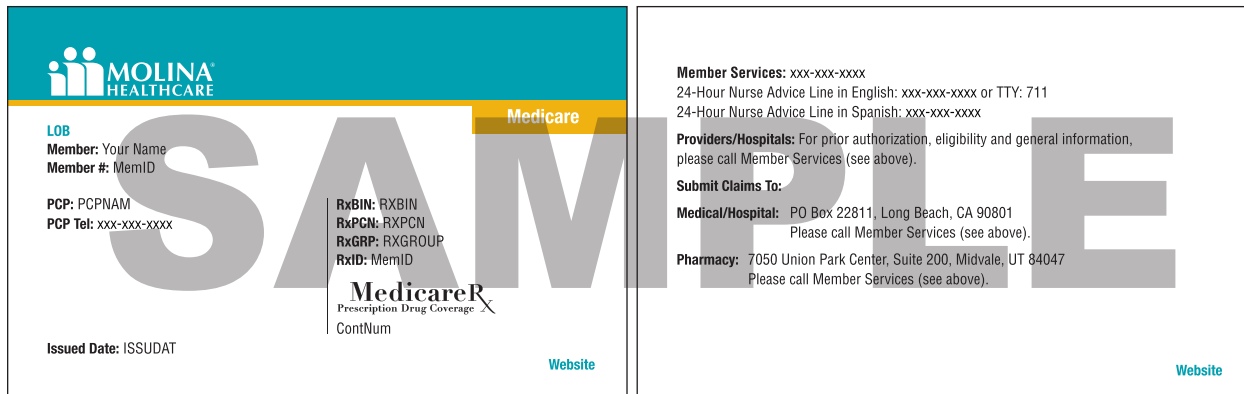 MOLINA®
HEALTHCARE
Medicare
LOB
Member: Your Name
Member #: MemID
PCP: PCPNAM
PCP Tel: xxx-xxx-xxxx
RxBIN: RXBIN
RxPCN: RXPCN
RxGRP: RXGROUP
RxID: MemID
MedicareRx
Prescription Drug Coverage
ContNum
Issued Date: ISSUDAT
Website
Member Services: xxx-xxx-xxxx
24-Hour Nurse Advice Line in English: xxx-xxx-xxxx or TTY: 711
24-Hour Nurse Advice Line in Spanish: xxx-xxx-xxxx
Providers/Hospitals: For prior authorization, eligibility and general information,
please call Member Services (see above).
Submit Claims To:
Medical/Hospital: PO Box 22811, Long Beach, CA 90801
Please call Member Services (see above).
Pharmacy: 7050 Union Park Center, Suite 200, Midvale, UT 84047
Please call Member Services (see above).
Website
SAMPLE